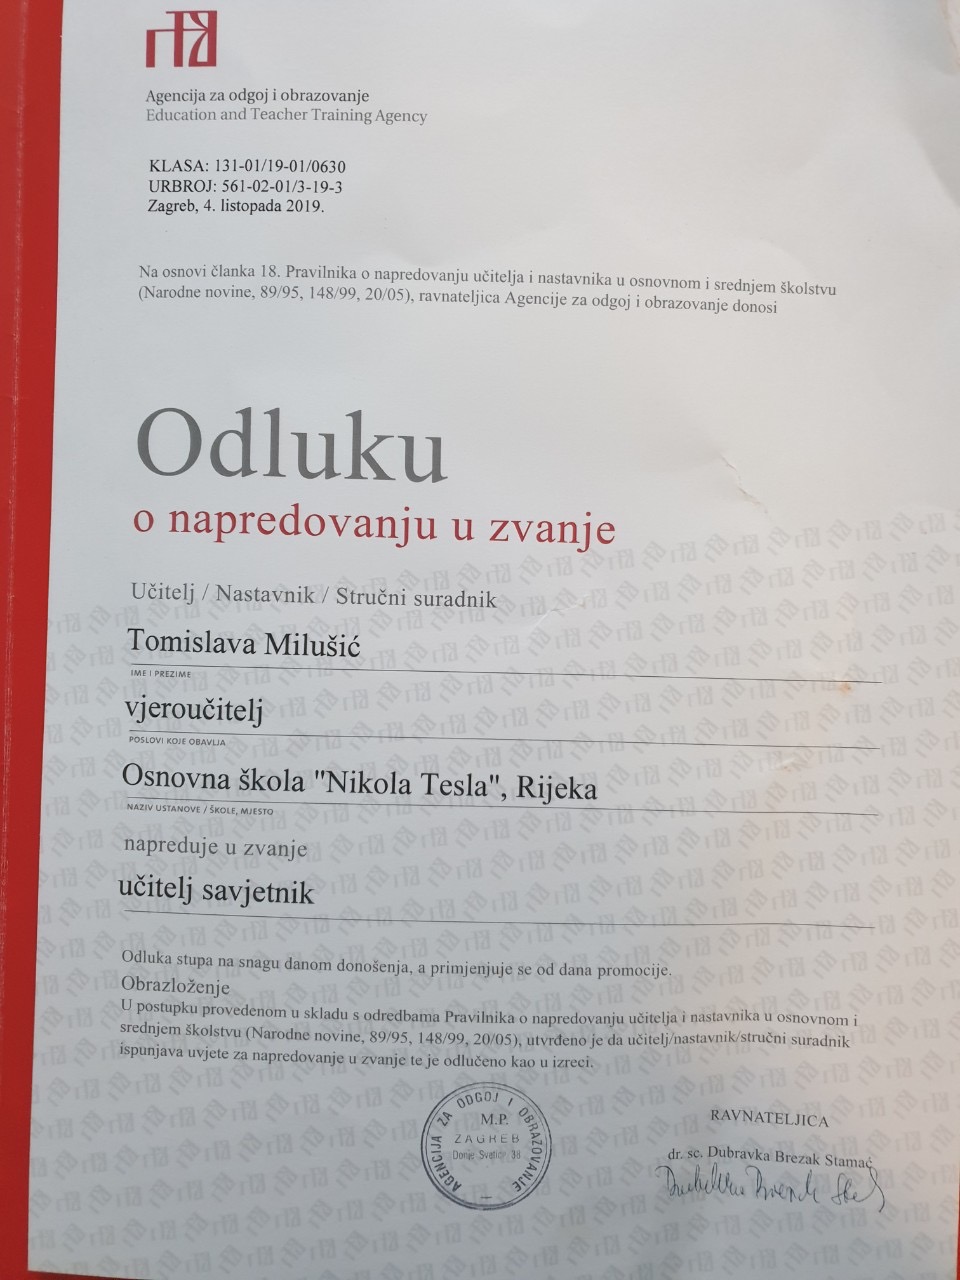 Agencija za odgoj i obrazovanje
Education and Teacher Training Agency
KLASA: 131-01/19-01/0630
URBROJ: 561-02-01/3-19-3
Zagreb, 4. listopada 2019.
Na osnovi članka 18. Pravilnika o napredovanju učitelja i nastavnika u osnovnom i srednjem školstvu
(Narodne novine, 89/95, 148/99, 20/05), ravnateljica Agencije za odgoj i obrazovanje donosi
Odluku
o napredovanju u zvanje
Učitelj / Nastavnik / Stručni suradnik
Tomislava Milušić
IME I PREZIME
vjeroučitelj
POSLOVI KOJE OBAVLJA
Osnovna škola "Nikola Tesla", Rijeka
NAZIV USTANOVE / ŠKOLE, MJESTO
napreduje u zvanje
učitelj savjetnik
Odluka stupa na snagu danom donošenja, a primjenjuje se od dana promocije.
Obrazloženje
U postupku provedenom u skladu s odredbama Pravilnika o napredovanju učitelja i nastavnika u osnovnom i
srednjem školstvu (Narodne novine, 89/95, 148/99, 20/05), utvrđeno je da učitelj/nastavnik/stručni suradnik
ispunjava uvjete za napredovanje u zvanje te je odlučeno kao u izreci.
AGENCIJA ZA ODGOJ I OBRAZOVANJE
M.P.
ZAGREB
Donje Svetice 38
RAVNATELJICA
dr. sc. Dubravka Brezak Stamać